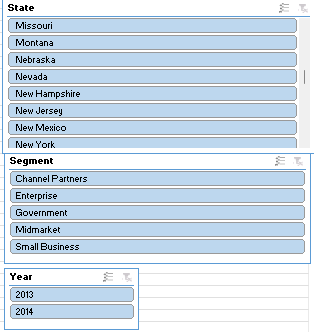 State
Missouri
Montana
Nebraska
Nevada
New Hampshire
New Jersey
New Mexico
New York
Segment
Channel Partners
Enterprise
Government
Midmarket
Small Business
Year
2013
2014